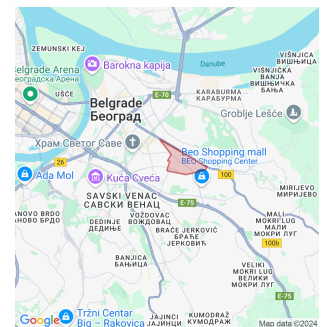 ZEMUNSKI KEJ
Barokna kapija
Danube
VIŠNJICA
ВИШЊИЦА
Belgrade Arena
Београдск
VIŠNJIČKA
BANJA
ВИШЊИЧКА
БАЊА
UŠĆE
УШЋЕ
E-70
KARABURMA
КАРАБУРМА
Belgrade
Београд
Groblje Lešće
Храм Светог Саве
Beo Shopping mall
BEO Shopping Center
26
100
Ada Mol
Kuća Cveća
MIRIJEVO
МИРИЈЕВО
E-75
SAVSKI VENAC
САВСКИ ВЕНАЦ
NOVO BRDO
НОВО БРДО
DEDINJE
ДЕДИЊЕ
VOŽDOVAC
ВОЖДОВАЦ
BRAĆE JERKOVIĆ
БРАЋЕ
ЈЕРКОВИЋ
MALI
MOKRI LUG
МАЛИ
МОКРИ ЛУГ
100b
BANJICA
БАЊИЦА
E-75
VELIKI
MOKRI LUG
ВЕЛИКИ
МОКРИ ЛУГ
Tržni Centar
Big – Rakovica
JAJINCI
ЈАЈИНЦИ
KUMODRAŽ
КУМОДРАЖ
Google
Map data ©2024